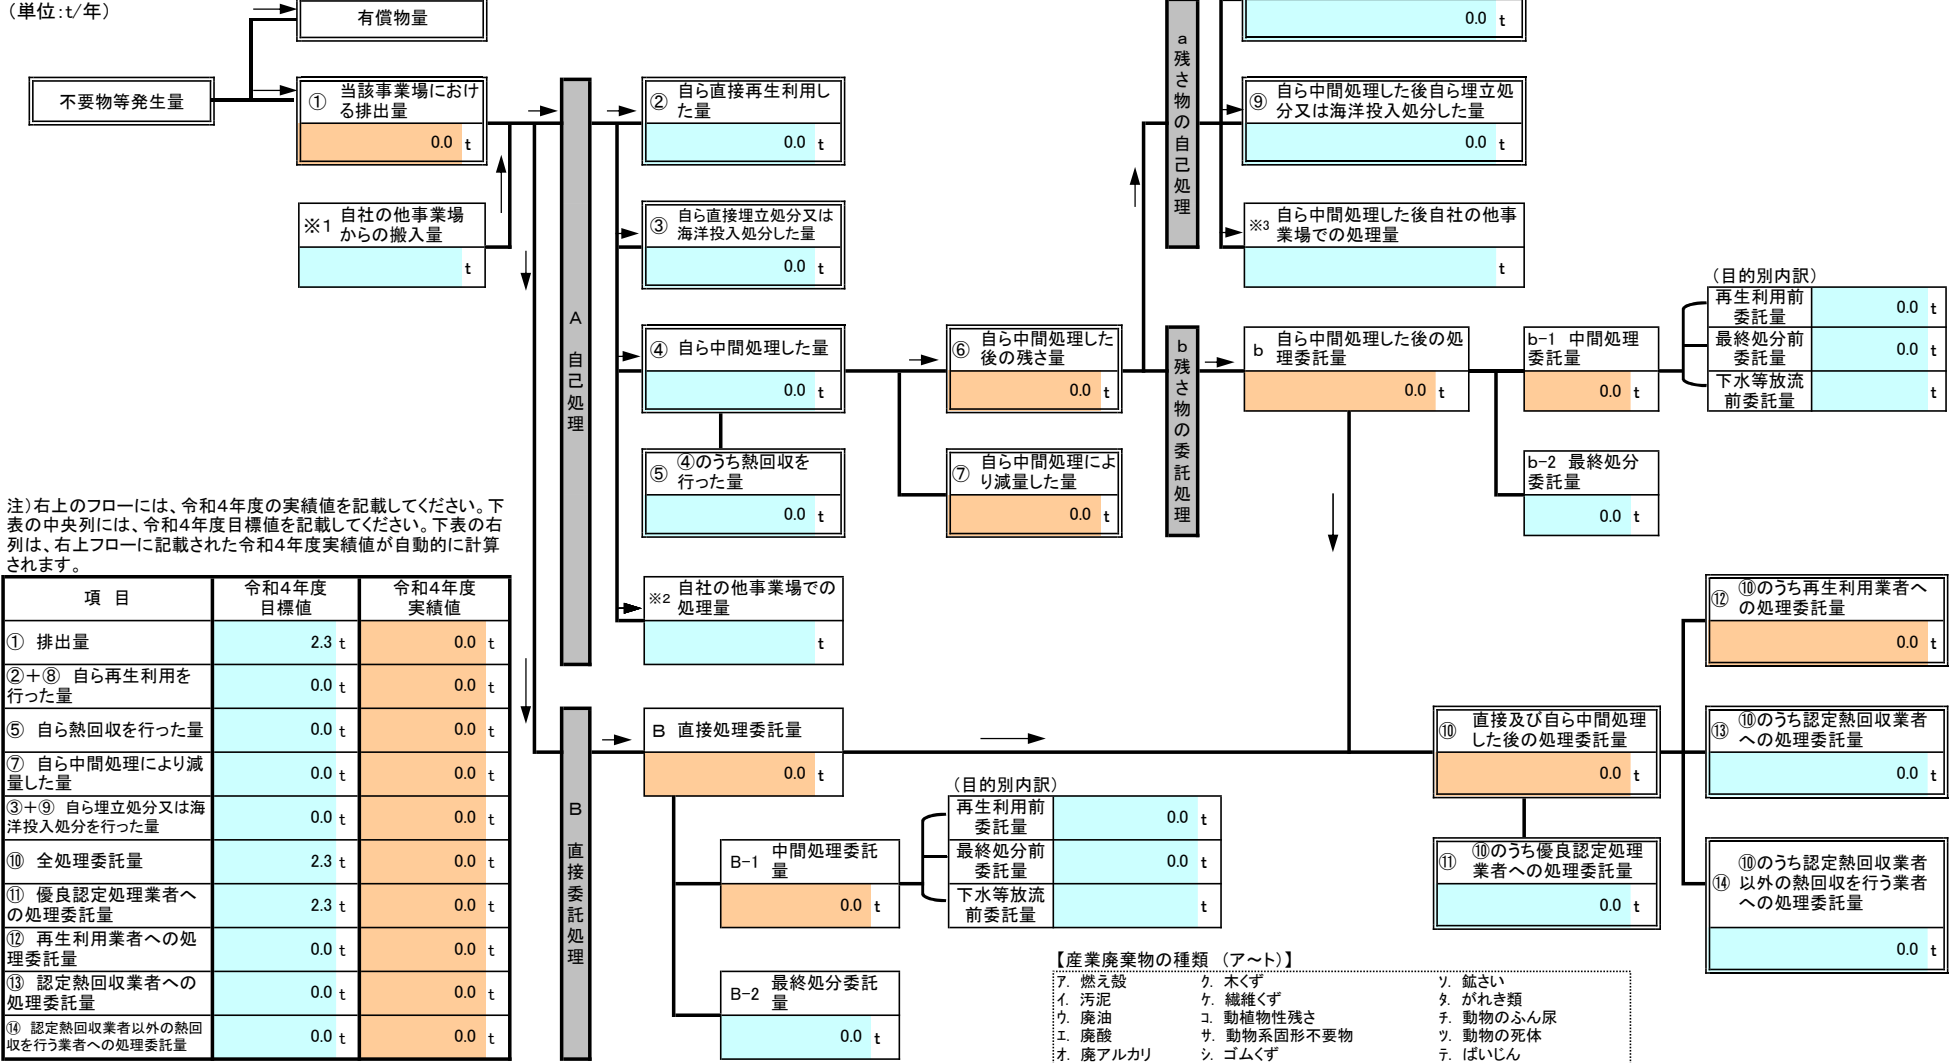 （単位：t/年）
有償物量
不要物等発生量
① 当該事業場におけ
る排出量
0.0 t
※1 自社の他事業場
からの搬入量
t
A 自己処理
② 自ら直接再生利用し
た量
0.0 t
③ 自ら直接埋立処分又は
海洋投入処分した量
0.0 t
④ 自ら中間処理した量
0.0 t
⑤ ④のうち熱回収を
行った量
0.0 t
※2 自社の他事業場での
処理量
t
⑥ 自ら中間処理した
後の残さ量
0.0 t
⑦ 自ら中間処理によ
り減量した量
0.0 t
a 残さ物の自己処理
0.0 t
⑨ 自ら中間処理した後自ら埋立処
分又は海洋投入処分した量
0.0 t
※3 自ら中間処理した後自社の他事
業場での処理量
t
b 残さ物の委託処理
b 自ら中間処理した後の処
理委託量
0.0 t
b-1 中間処理
委託量
0.0 t
b-2 最終処分
委託量
0.0 t
（目的別内訳）
再生利用前
委託量
0.0 t
最終処分前
委託量
0.0 t
下水等放流
前委託量
t
注）右上のフローには、令和4年度の実績値を記載してください。下
表の中央列には、令和4年度目標値を記載してください。下表の右
列は、右上フローに記載された令和4年度実績値が自動的に計算
されます。
項 目 令和4年度
目標値 令和4年度
実績値
① 排出量 2.3 t 0.0 t
②＋⑧ 自ら再生利用を
行った量 0.0 t 0.0 t
⑤ 自ら熱回収を行った量 0.0 t 0.0 t
⑦ 自ら中間処理により減
量した量 0.0 t 0.0 t
③＋⑨ 自ら埋立処分又は海
洋投入処分を行った量 0.0 t 0.0 t
⑩ 全処理委託量 2.3 t 0.0 t
⑪ 優良認定処理業者へ
の処理委託量 2.3 t 0.0 t
⑫ 再生利用業者への処
理委託量 0.0 t 0.0 t
⑬ 認定熱回収業者への
処理委託量 0.0 t 0.0 t
⑭ 認定熱回収業者以外の熱回
収を行う業者への処理委託量 0.0 t 0.0 t
B 直接委託処理
B 直接処理委託量
0.0 t
B-1 中間処理委託
量
0.0 t
B-2 最終処分委託
量
0.0 t
（目的別内訳）
再生利用前
委託量
0.0 t
最終処分前
委託量
0.0 t
下水等放流
前委託量
t
⑩ 直接及び自ら中間処理
した後の処理委託量
0.0 t
⑪ ⑩のうち優良認定処理
業者への処理委託量
0.0 t
⑫ ⑩のうち再生利用業者へ
の処理委託量
0.0 t
⑬ ⑩のうち認定熱回収業者
への処理委託量
0.0 t
⑭ ⑩のうち認定熱回収業者
以外の熱回収を行う業者
への処理委託量
0.0 t
【産業廃棄物の種類 （ア～ト）】
ア. 燃え殻 ク. 木くず ソ. 鉱さい
イ. 汚泥 ケ. 繊維くず タ. がれき類
ウ. 廃油 コ. 動植物性残さ チ. 動物のふん尿
エ. 廃酸 サ. 動物系固形不要物 ツ. 動物の死体
オ. 廃アルカリ シ. ゴムくず テ. ばいじん